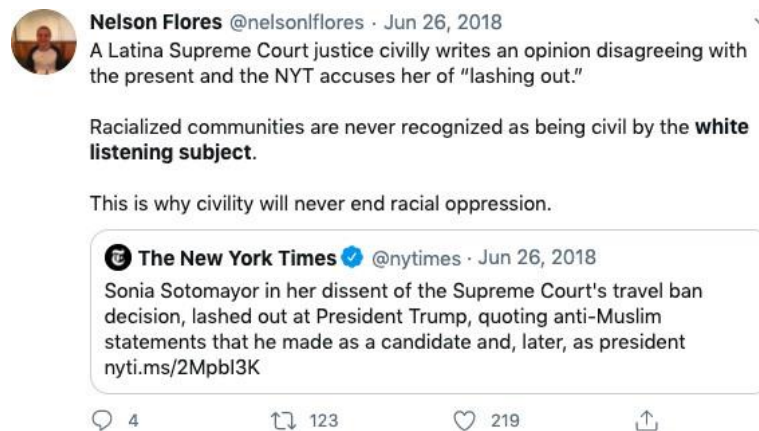 Nelson Flores @nelsonlflores · Jun 26, 2018
A Latina Supreme Court justice civilly writes an opinion disagreeing with
the present and the NYT accuses her of “lashing out.”
Racialized communities are never recognized as being civil by the white
listening subject.
This is why civility will never end racial oppression.
The New York Times @nytimes · Jun 26, 2018
Sonia Sotomayor in her dissent of the Supreme Court's travel ban
decision, lashed out at President Trump, quoting anti-Muslim
statements that he made as a candidate and, later, as president
nyti.ms/2MpbI3K
4 123 219